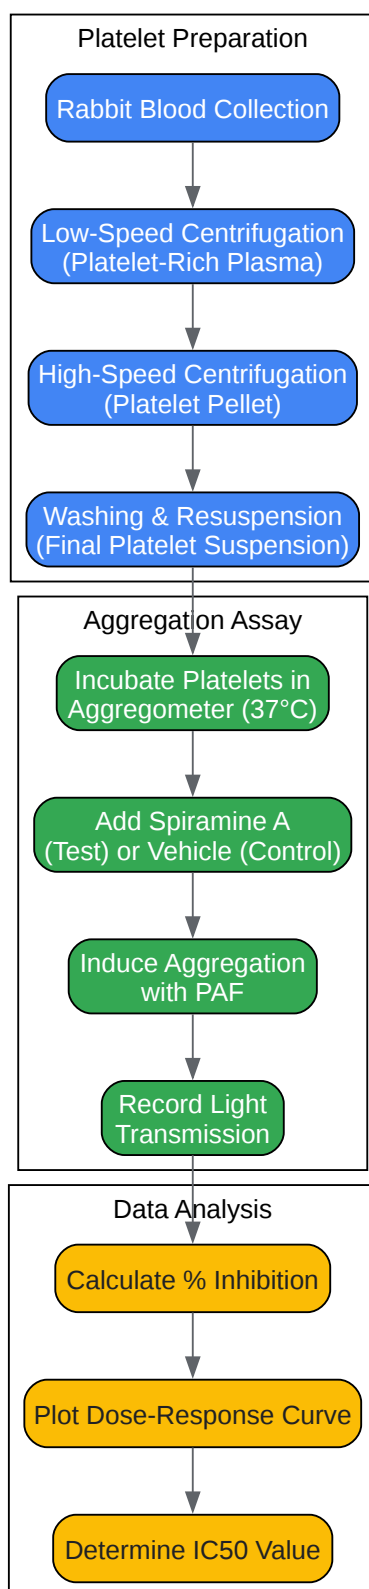 Platelet Preparation
Rabbit Blood Collection
Low-Speed Centrifugation
(Platelet-Rich Plasma)
High-Speed Centrifugation
(Platelet Pellet)
Washing & Resuspension
(Final Platelet Suspension)
Aggregation Assay
Incubate Platelets in
Aggregometer (37°C)
Add Spiramine A
(Test) or Vehicle (Control)
Induce Aggregation
with PAF
Record Light
Transmission
Data Analysis
Calculate % Inhibition
Plot Dose-Response Curve
Determine IC50 Value